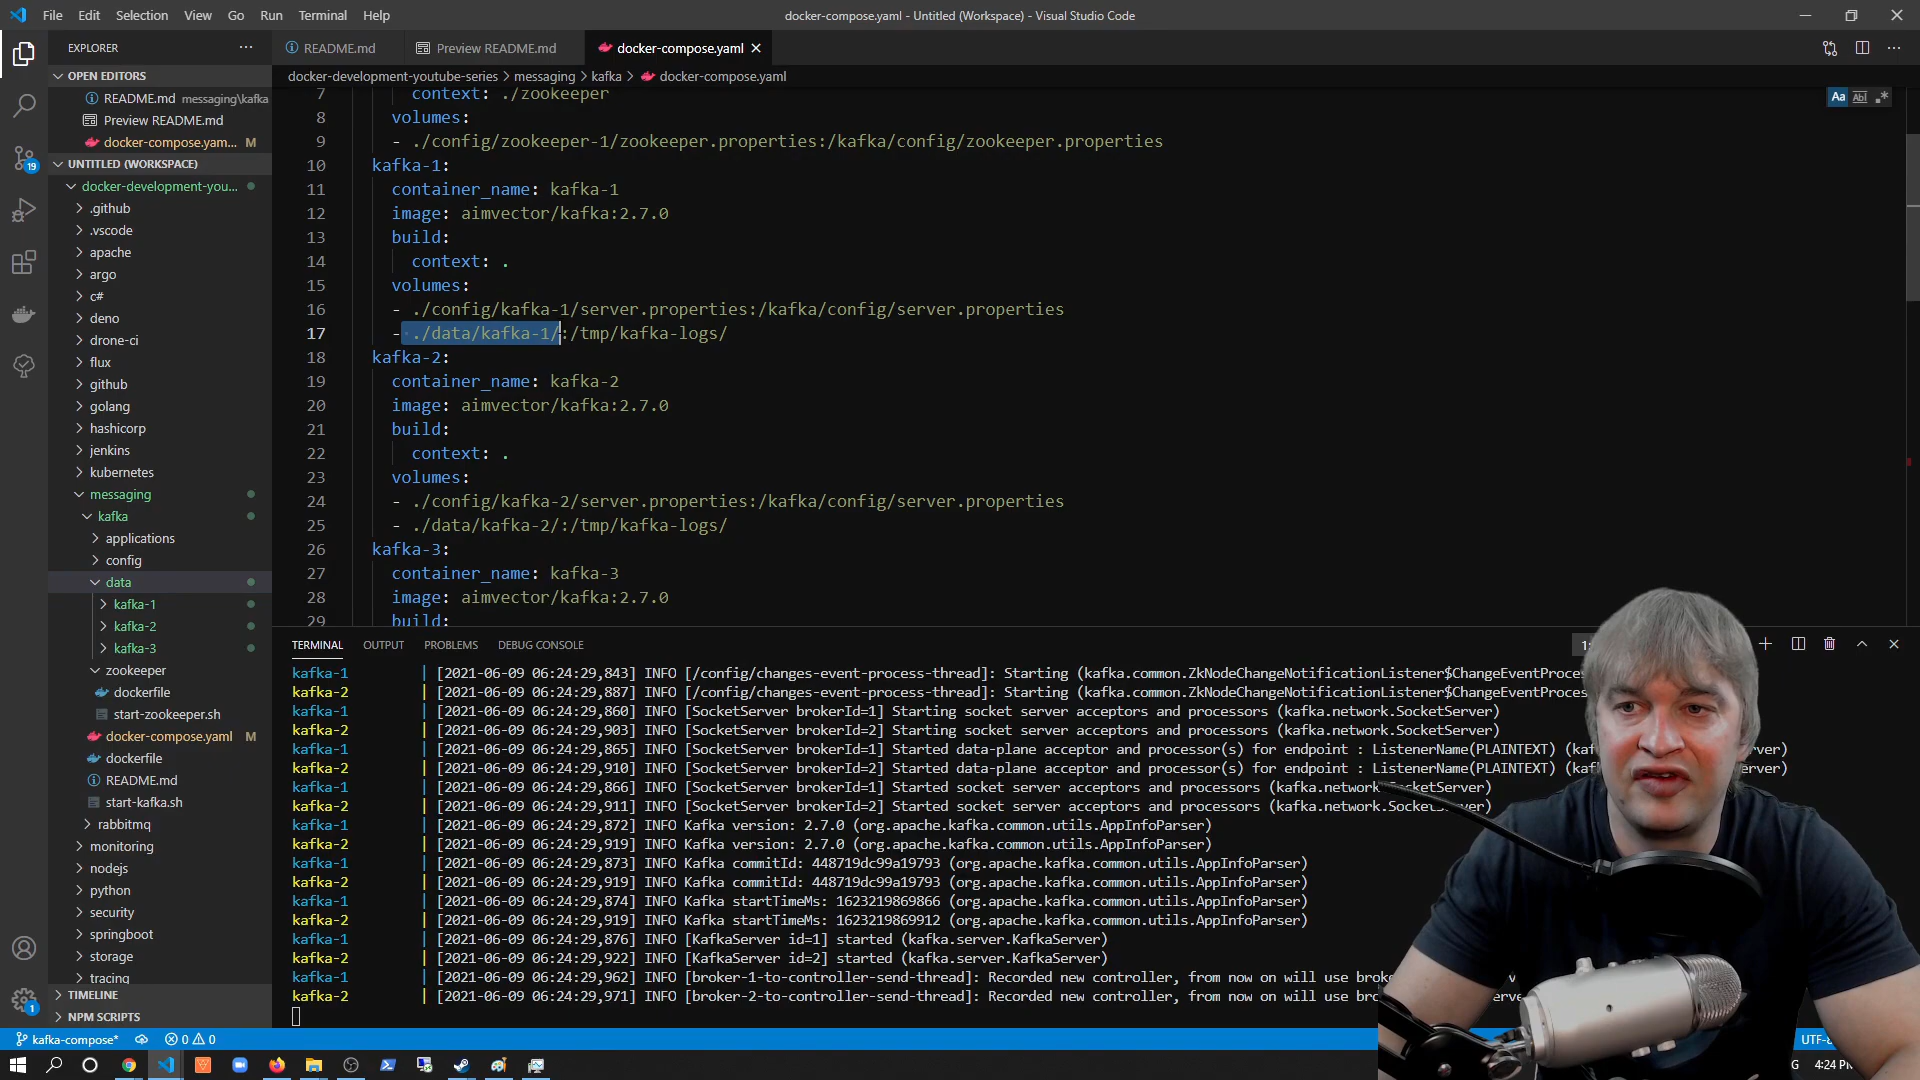 File Edit Selection View Go Run Terminal Help
docker-compose.yaml - Untitled (Workspace) - Visual Studio Code
EXPLORER
OPEN EDITORS
README.md messaging\kafka
Preview README.md
docker-compose.yam... M
UNTITLED (WORKSPACE)
docker-development-you...
.github
.vscode
apache
argo
c#
deno
drone-ci
flux
github
golang
hashicorp
jenkins
kubernetes
messaging
kafka
applications
config
data
kafka-1
kafka-2
kafka-3
zookeeper
dockerfile
start-zookeeper.sh
docker-compose.yaml M
dockerfile
README.md
start-kafka.sh
rabbitmq
monitoring
nodejs
python
security
springboot
storage
tracing
TIMELINE
NPM SCRIPTS
19
1
README.md Preview README.md docker-compose.yaml
docker-development-youtube-series > messaging > kafka > docker-compose.yaml
Aa Abl .*
7 context: ./zookeeper
8 volumes:
9 - ./config/zookeeper-1/zookeeper.properties:/kafka/config/zookeeper.properties
10 kafka-1:
11 container_name: kafka-1
12 image: aimvector/kafka:2.7.0
13 build:
14 context: .
15 volumes:
16 - ./config/kafka-1/server.properties:/kafka/config/server.properties
17 - ./data/kafka-1/:/tmp/kafka-logs/
18 kafka-2:
19 container_name: kafka-2
20 image: aimvector/kafka:2.7.0
21 build:
22 context: .
23 volumes:
24 - ./config/kafka-2/server.properties:/kafka/config/server.properties
25 - ./data/kafka-2/:/tmp/kafka-logs/
26 kafka-3:
27 container_name: kafka-3
28 image: aimvector/kafka:2.7.0
29 build:
TERMINAL OUTPUT PROBLEMS DEBUG CONSOLE
kafka-1 | [2021-06-09 06:24:29,843] INFO [/config/changes-event-process-thread]: Starting (kafka.common.ZkNodeChangeNotificationListener$ChangeEventProce
kafka-2 | [2021-06-09 06:24:29,887] INFO [/config/changes-event-process-thread]: Starting (kafka.common.ZkNodeChangeNotificationListener$ChangeEventProce
kafka-1 | [2021-06-09 06:24:29,860] INFO [SocketServer brokerId=1] Starting socket server acceptors and processors (kafka.network.SocketServer)
kafka-2 | [2021-06-09 06:24:29,903] INFO [SocketServer brokerId=2] Starting socket server acceptors and processors (kafka.network.SocketServer)
kafka-1 | [2021-06-09 06:24:29,865] INFO [SocketServer brokerId=1] Started data-plane acceptor and processor(s) for endpoint : ListenerName(PLAINTEXT) (kaf rver)
kafka-2 | [2021-06-09 06:24:29,910] INFO [SocketServer brokerId=2] Started data-plane acceptor and processor(s) for endpoint : ListenerName(PLAINTEXT) (kaf rver)
kafka-1 | [2021-06-09 06:24:29,866] INFO [SocketServer brokerId=1] Started socket server acceptors and processors (kafka.network.SocketServer)
kafka-2 | [2021-06-09 06:24:29,911] INFO [SocketServer brokerId=2] Started socket server acceptors and processors (kafka.network.SocketServer)
kafka-1 | [2021-06-09 06:24:29,872] INFO Kafka version: 2.7.0 (org.apache.kafka.common.utils.AppInfoParser)
kafka-2 | [2021-06-09 06:24:29,919] INFO Kafka version: 2.7.0 (org.apache.kafka.common.utils.AppInfoParser)
kafka-1 | [2021-06-09 06:24:29,873] INFO Kafka commitId: 448719dc99a19793 (org.apache.kafka.common.utils.AppInfoParser)
kafka-2 | [2021-06-09 06:24:29,919] INFO Kafka commitId: 448719dc99a19793 (org.apache.kafka.common.utils.AppInfoParser)
kafka-1 | [2021-06-09 06:24:29,874] INFO Kafka startTimeMs: 1623219869866 (org.apache.kafka.common.utils.AppInfoParser)
kafka-2 | [2021-06-09 06:24:29,919] INFO Kafka startTimeMs: 1623219869912 (org.apache.kafka.common.utils.AppInfoParser)
kafka-1 | [2021-06-09 06:24:29,876] INFO [KafkaServer id=1] started (kafka.server.KafkaServer)
kafka-2 | [2021-06-09 06:24:29,922] INFO [KafkaServer id=2] started (kafka.server.KafkaServer)
kafka-1 | [2021-06-09 06:24:29,962] INFO [broker-1-to-controller-send-thread]: Recorded new controller, from now on will use broke
kafka-2 | [2021-06-09 06:24:29,971] INFO [broker-2-to-controller-send-thread]: Recorded new controller, from now on will use bro
kafka-compose* 0 0
UTF-8
4:24 PM